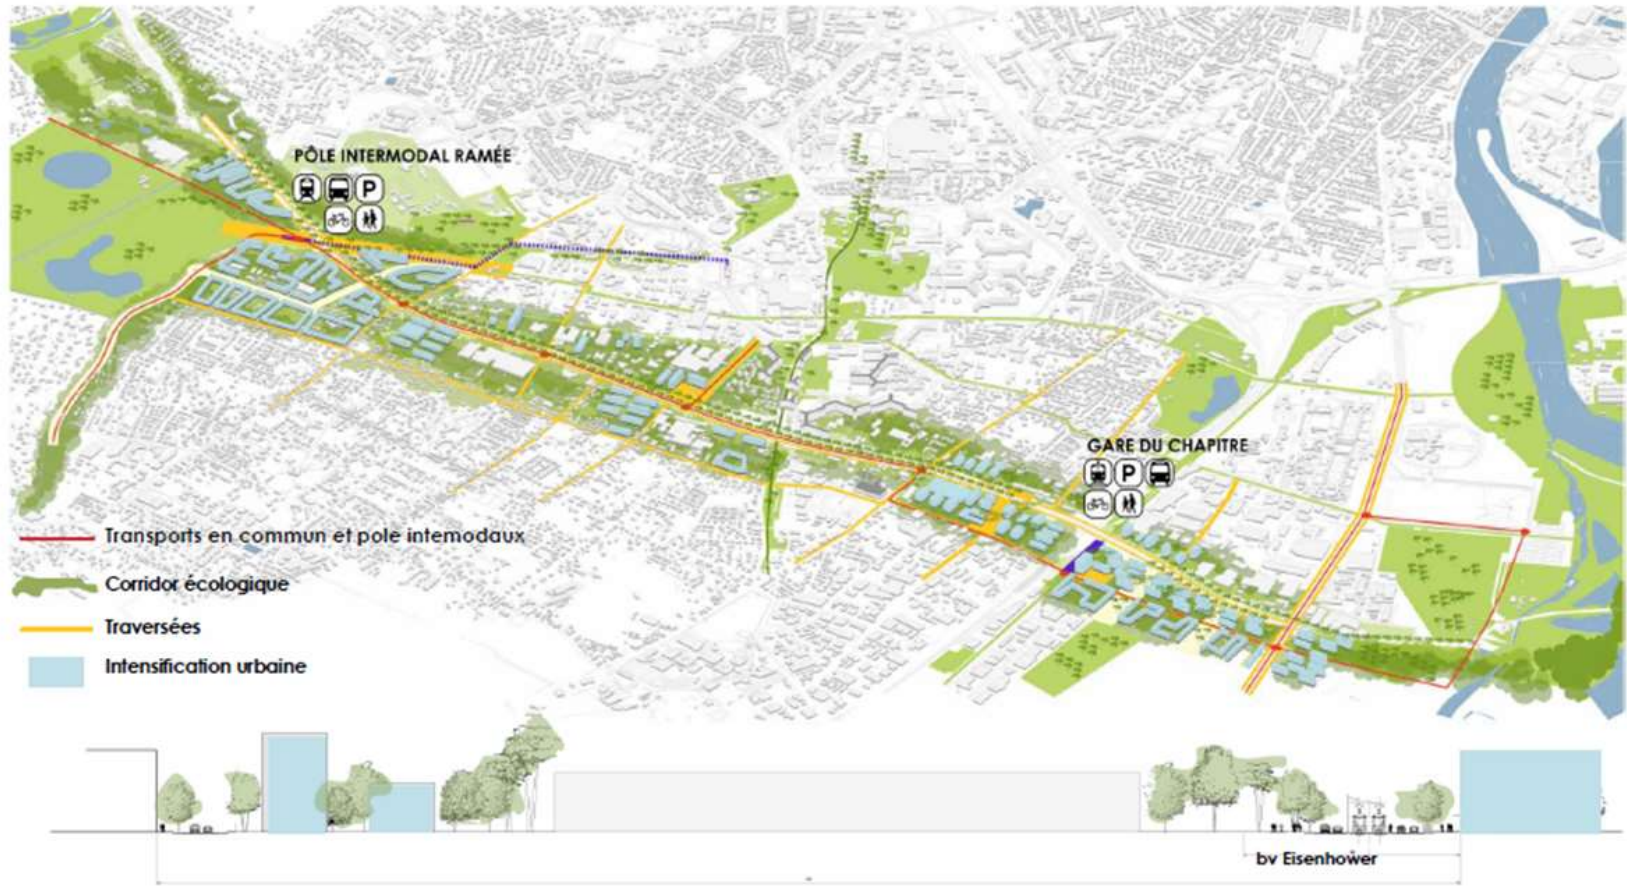 PÔLE INTERMODAL RAMÉE
P
GARE DU CHAPITRE
P
Transports en commun et pole intemodaux
Corridor écologique
Traversées
Intensification urbaine
bv Eisenhower